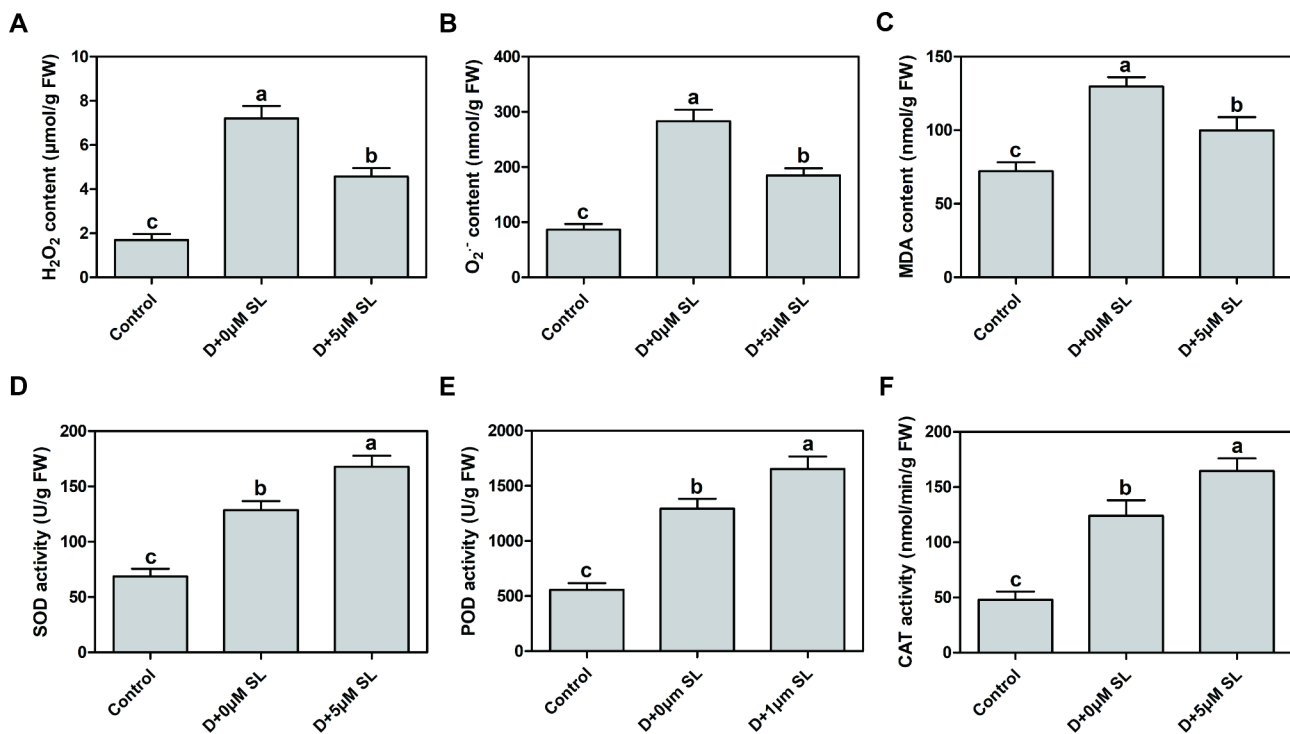 A
H₂O₂ content (μmol/g FW)
10
8
6
4
2
0
c
a
b
Control
D+0μM SL
D+5μM SL
B
O₂·⁻ content (nmol/g FW)
400
300
200
100
0
c
a
b
Control
D+0μM SL
D+5μM SL
C
MDA content (nmol/g FW)
150
100
50
0
c
a
b
Control
D+0μM SL
D+5μM SL
D
SOD activity (U/g FW)
200
150
100
50
0
c
b
a
Control
D+0μM SL
D+5μM SL
E
POD activity (U/g FW)
2000
1500
1000
500
0
c
b
a
Control
D+0μm SL
D+1μm SL
F
CAT activity (nmol/min/g FW)
200
150
100
50
0
c
b
a
Control
D+0μM SL
D+5μM SL